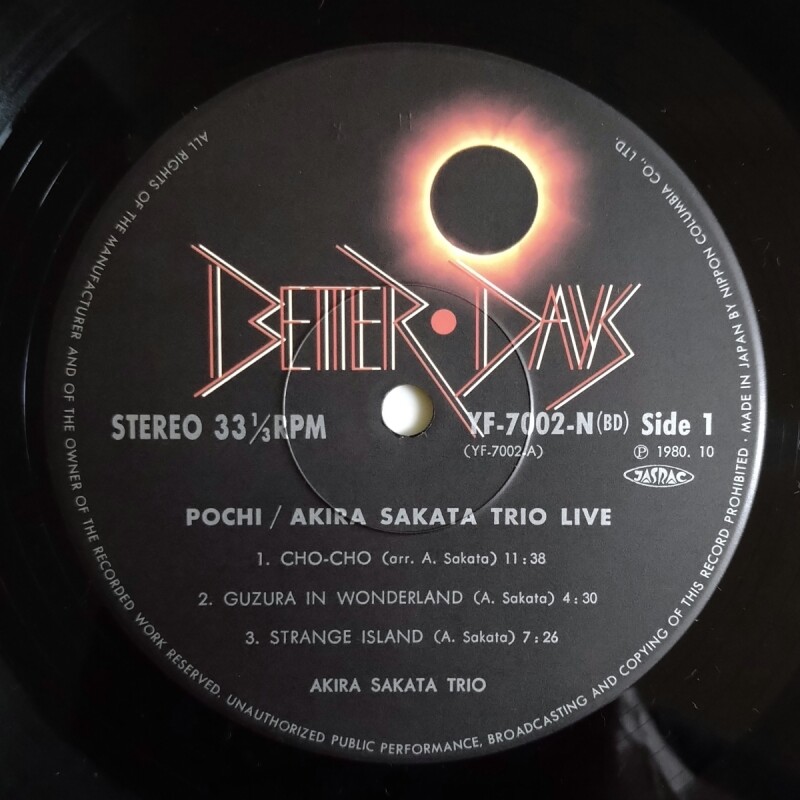 BETTER·DAYS
STEREO 33⅓RPM
YF-7002-N(BD) Side 1
(YF-7002-A)
Ⓟ 1980. 10
JASRAC
POCHI / AKIRA SAKATA TRIO LIVE
1. CHO-CHO (arr. A. Sakata) 11:38
2. GUZURA IN WONDERLAND (A. Sakata) 4:30
3. STRANGE ISLAND (A. Sakata) 7:26
AKIRA SAKATA TRIO
ALL RIGHTS OF THE MANUFACTURER AND OF THE OWNER OF THE RECORDED WORK RESERVED. UNAUTHORIZED PUBLIC PERFORMANCE, BROADCASTING AND COPYING OF THIS RECORD PROHIBITED · MADE IN JAPAN BY NIPPON COLUMBIA CO., LTD.